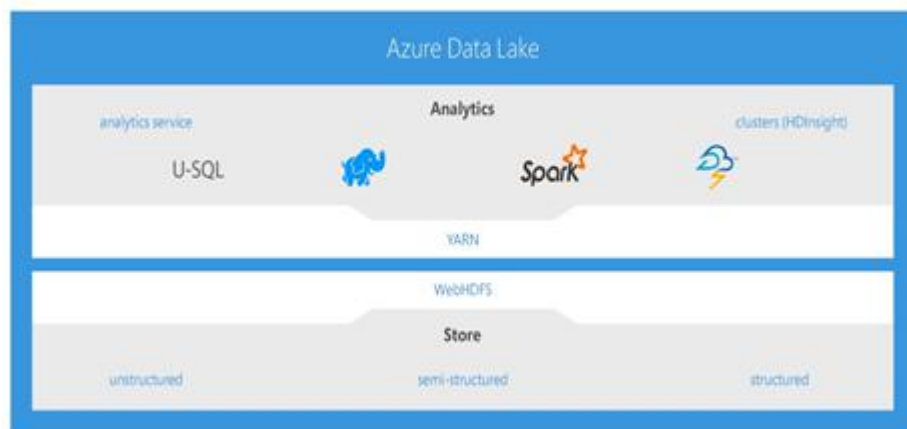 Azure Data Lake
Analytics
analytics service
clusters (HDInsight)
U-SQL
Spark
YARN
WebHDFS
Store
unstructured
semi-structured
structured